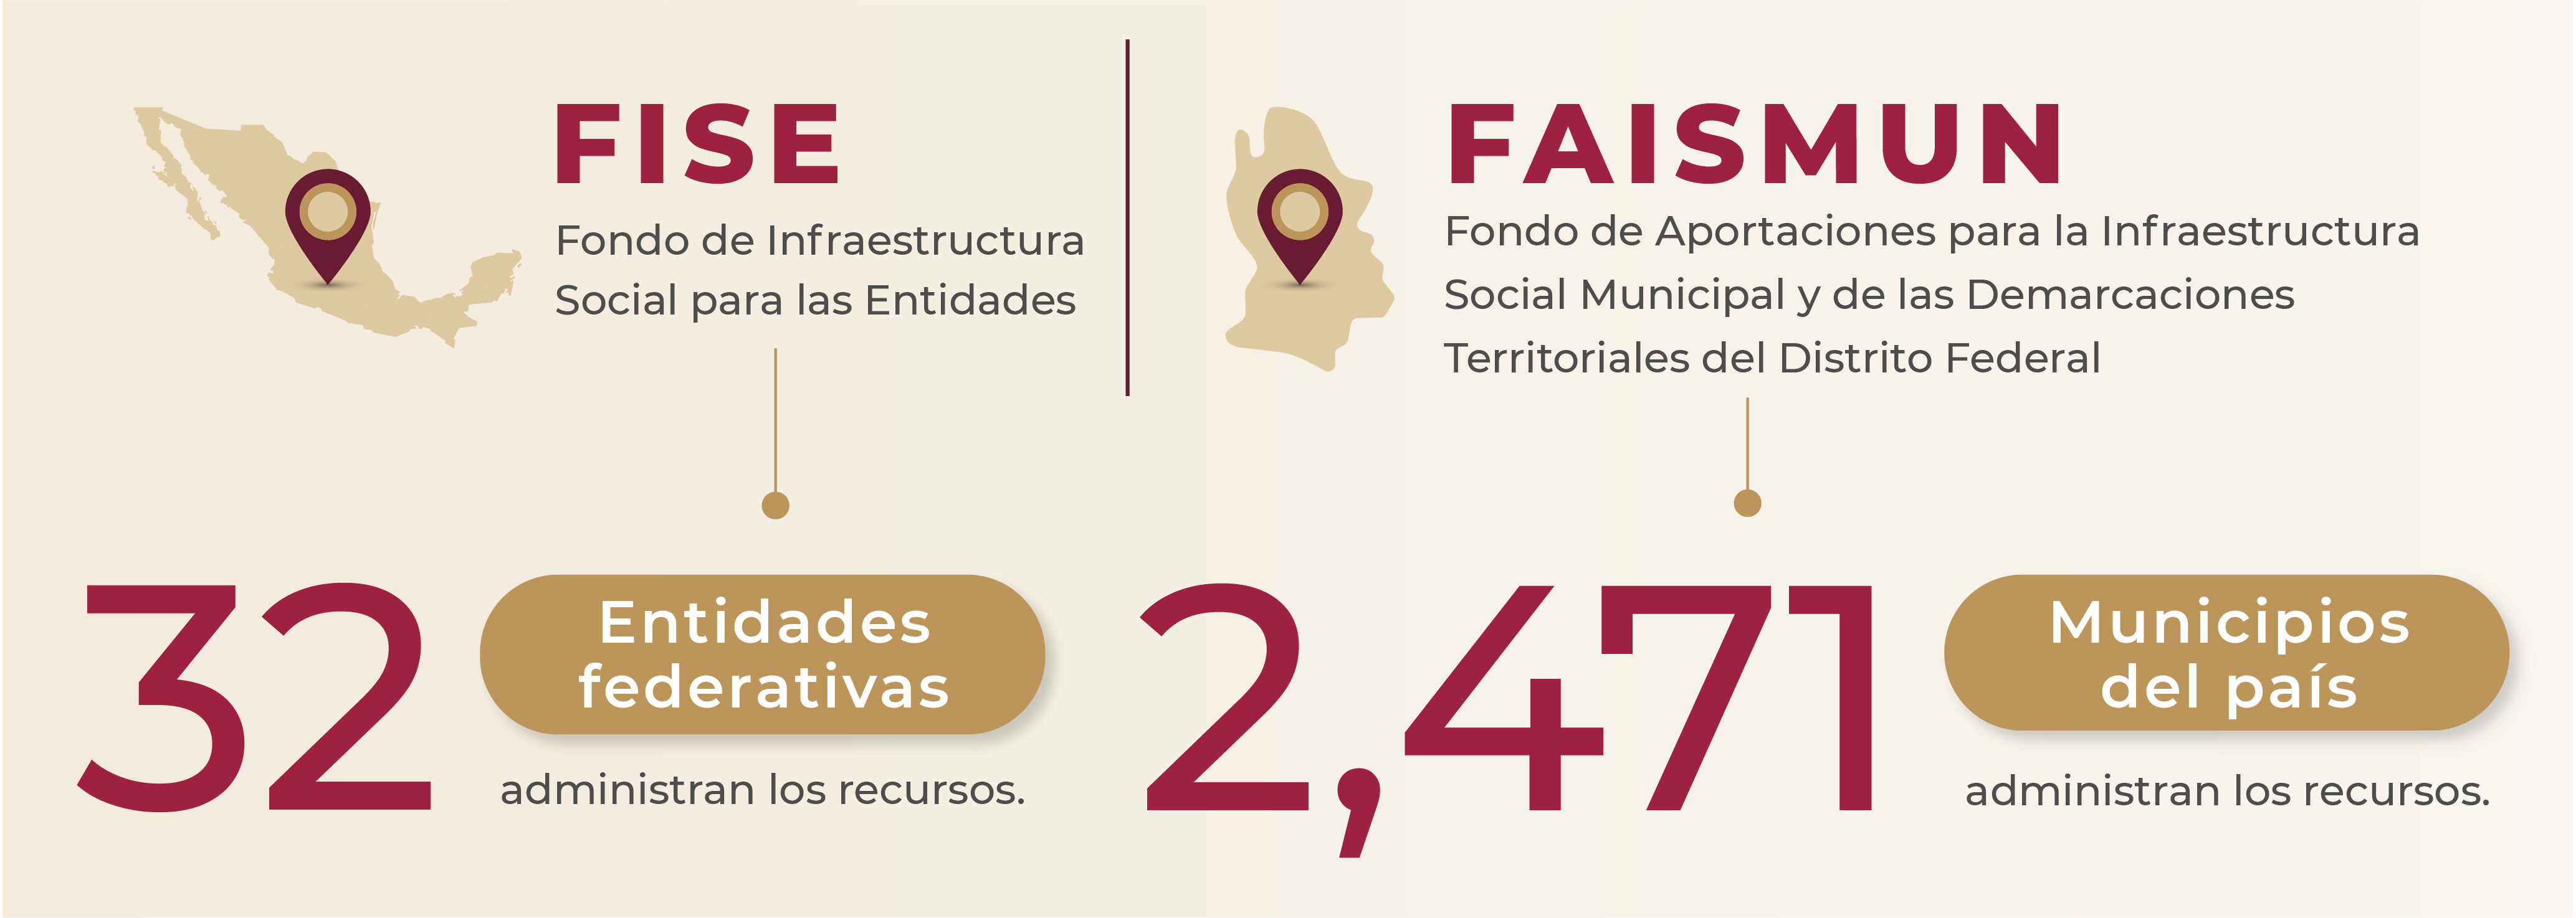 FISE
Fondo de Infraestructura
Social para las Entidades
32
Entidades
federativas
administran los recursos.
FAISMUN
Fondo de Aportaciones para la Infraestructura
Social Municipal y de las Demarcaciones
Territoriales del Distrito Federal
2,471
Municipios
del país
administran los recursos.